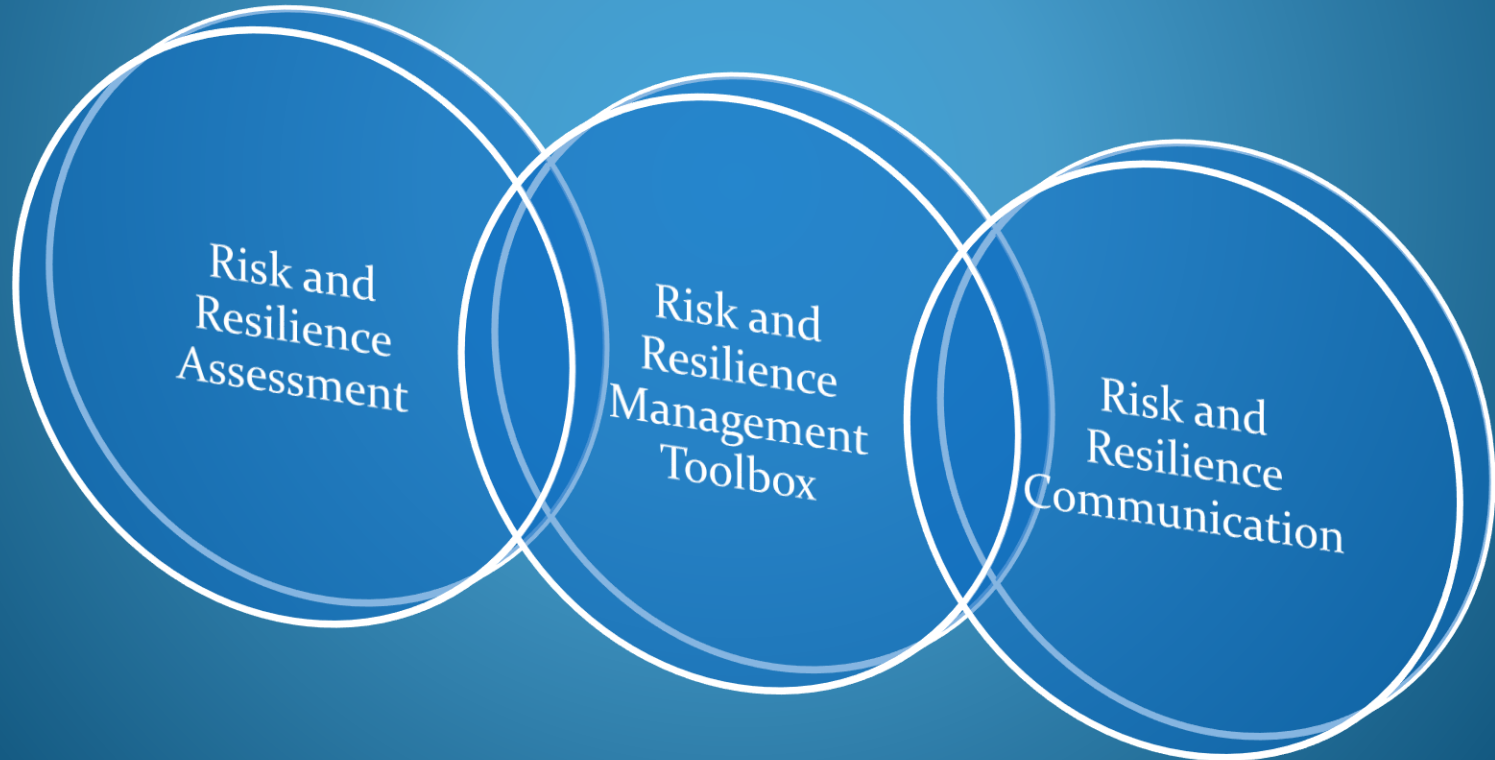 Risk and
Resilience
Assessment
Risk and
Resilience
Management
Toolbox
Risk and
Resilience
Communication